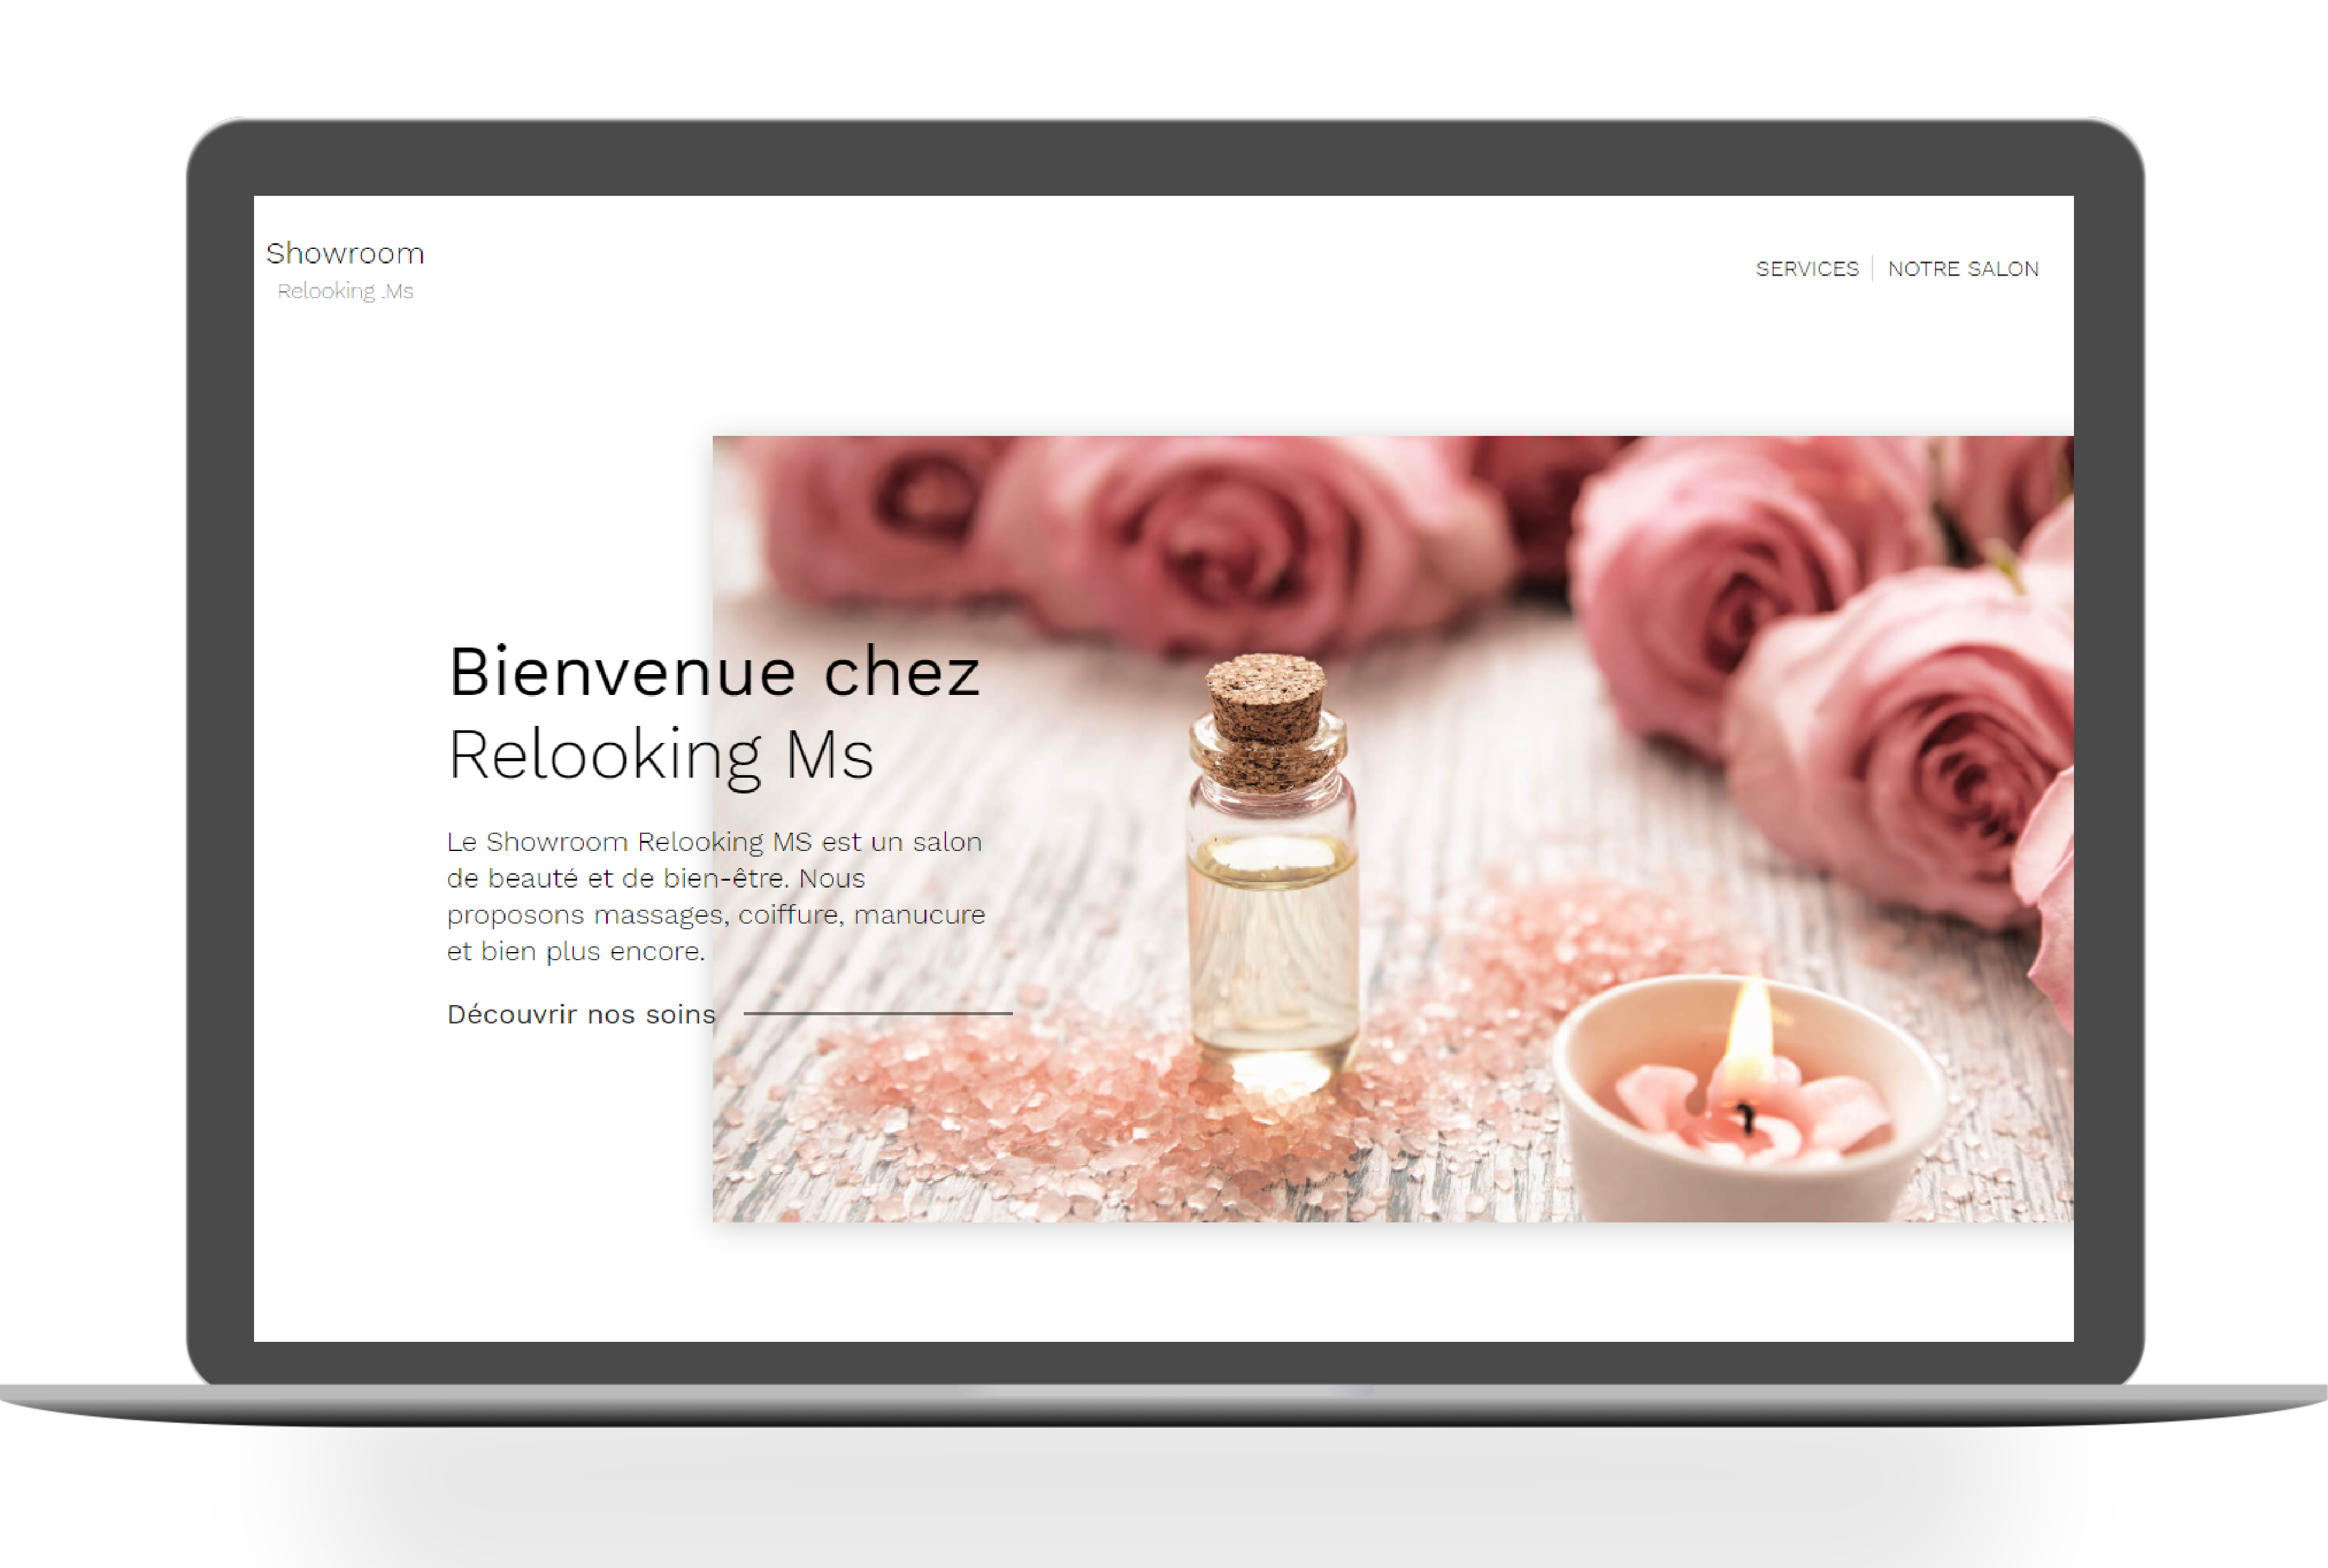 Showroom
Relooking .Ms
SERVICES
NOTRE SALON
Bienvenue chez
Relooking Ms
Le Showroom Relooking MS est un salon
de beauté et de bien-être. Nous
proposons massages, coiffure, manucure
et bien plus encore.
Découvrir nos soins